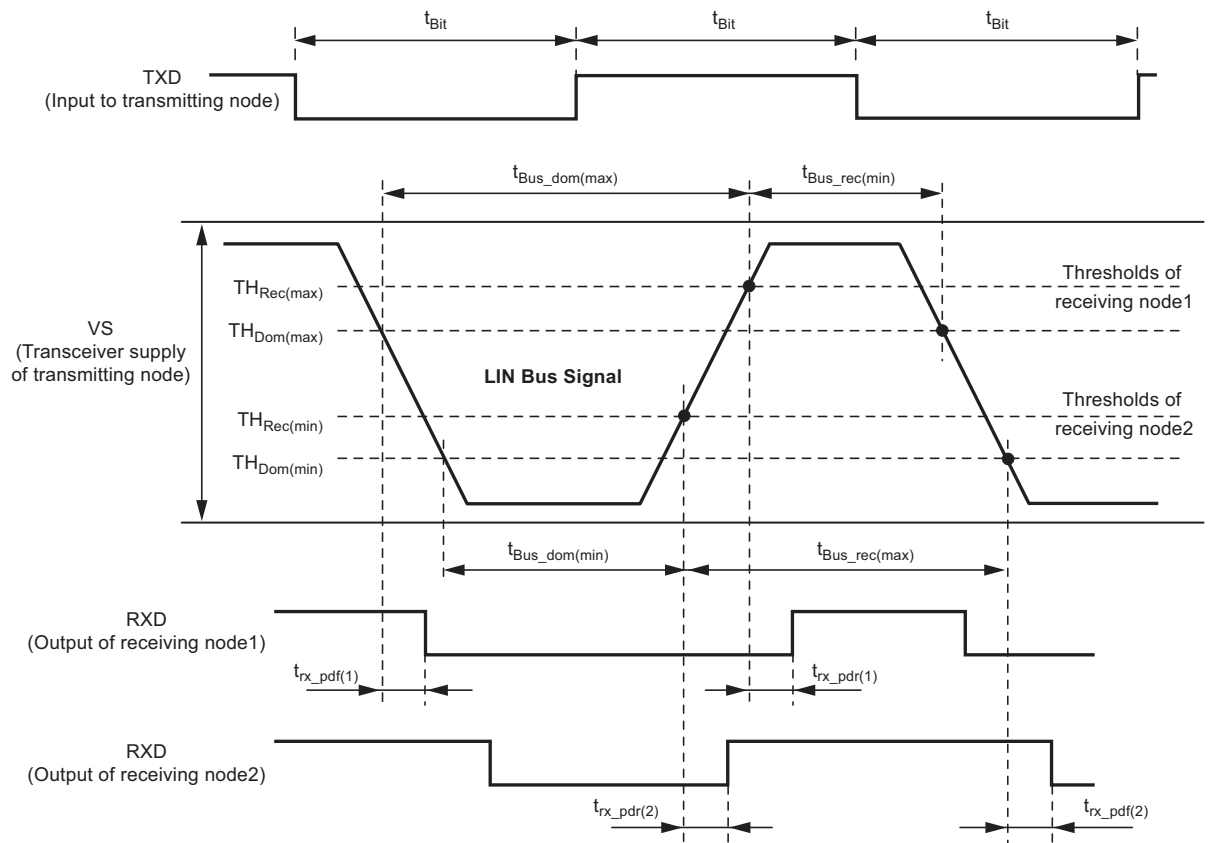 tBit
tBit
tBit
TXD
(Input to transmitting node)
tBus_dom(max)
tBus_rec(min)
THRec(max)
Thresholds of
receiving node1
THDom(max)
VS
(Transceiver supply
of transmitting node)
LIN Bus Signal
THRec(min)
Thresholds of
receiving node2
THDom(min)
tBus_dom(min)
tBus_rec(max)
RXD
(Output of receiving node1)
trx_pdf(1)
trx_pdr(1)
RXD
(Output of receiving node2)
trx_pdr(2)
trx_pdf(2)